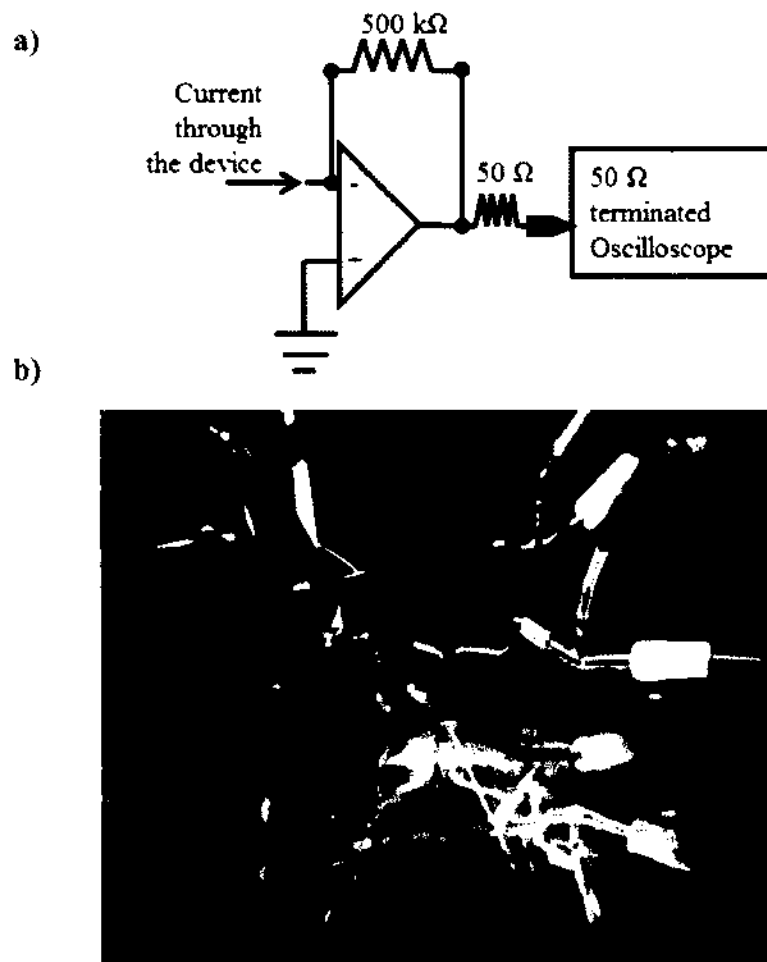 a)
500 kΩ
Current
through
the device
-
+
50 Ω
50 Ω
terminated
Oscilloscope
b)